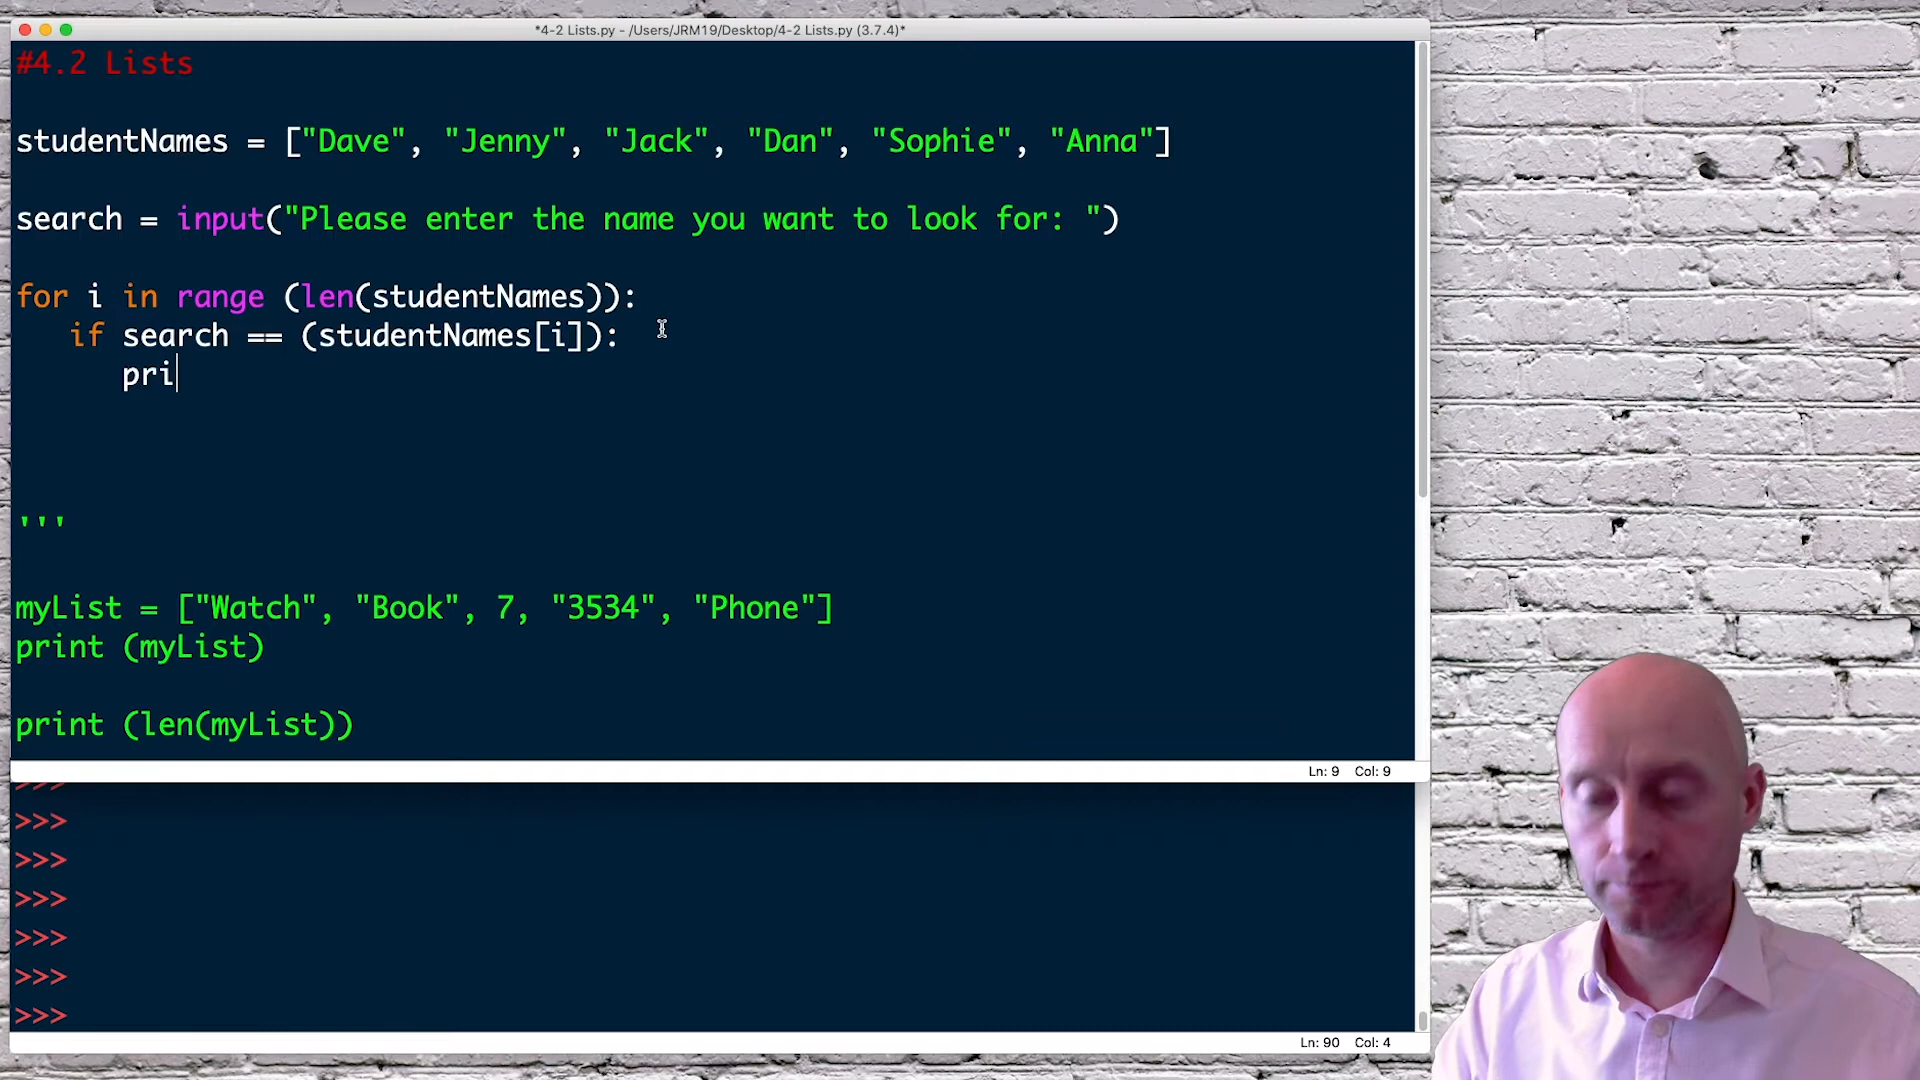 *4-2 Lists.py - /Users/JRM19/Desktop/4-2 Lists.py (3.7.4)*
#4.2 Lists
studentNames = ["Dave", "Jenny", "Jack", "Dan", "Sophie", "Anna"]
search = input("Please enter the name you want to look for: ")
for i in range (len(studentNames)):
if search == (studentNames[i]):
pri
'''
myList = ["Watch", "Book", 7, "3534", "Phone"]
print (myList)
print (len(myList))
Ln: 9 Col: 9
>>>
>>>
>>>
>>>
>>>
>>>
>>>
Ln: 90 Col: 4